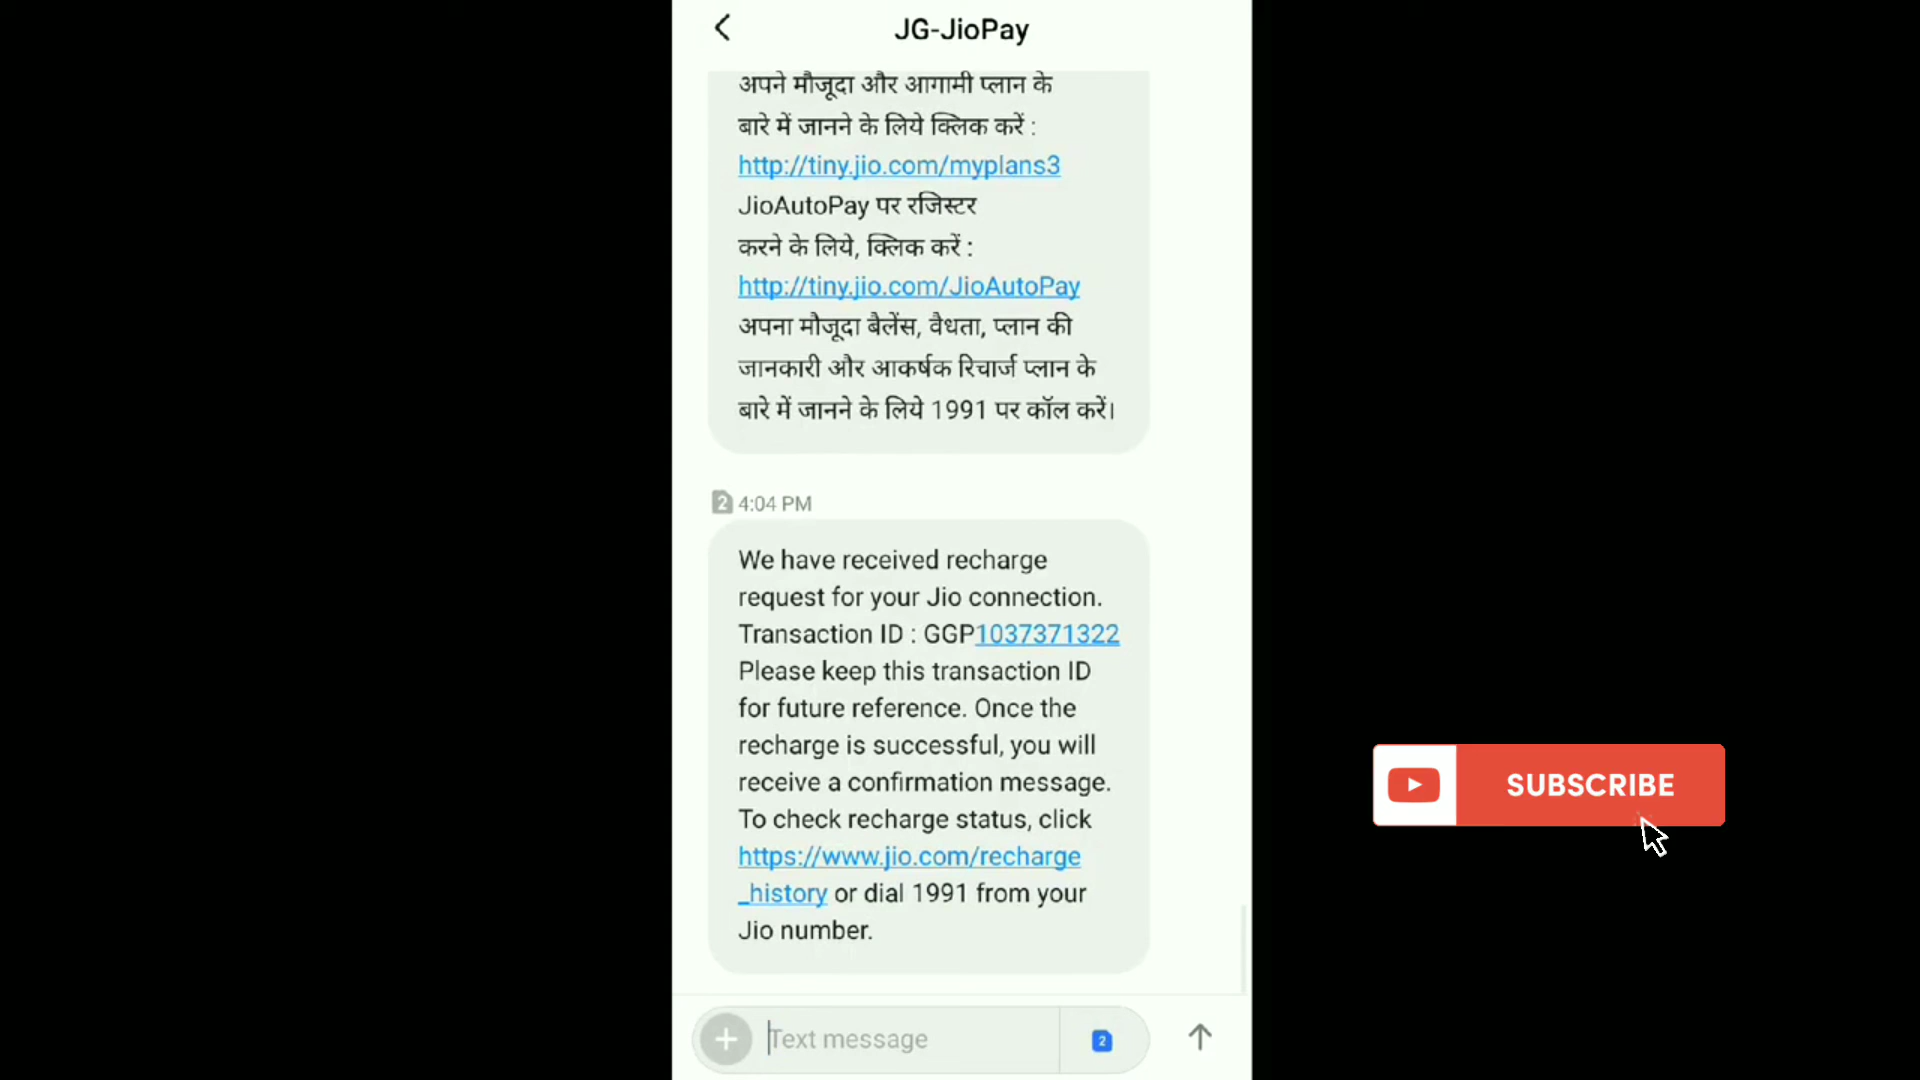 JG-JioPay
अपने मौजूदा और आगामी प्लान के
बारे में जानने के लिये क्लिक करें :
http://tiny.jio.com/myplans3
JioAutoPay पर रजिस्टर
करने के लिये, क्लिक करें :
http://tiny.jio.com/JioAutoPay
अपना मौजूदा बैलेंस, वैधता, प्लान की
जानकारी और आकर्षक रिचार्ज प्लान के
बारे में जानने के लिये 1991 पर कॉल करें।
2 4:04 PM
We have received recharge
request for your Jio connection.
Transaction ID : GGP1037371322
Please keep this transaction ID
for future reference. Once the
recharge is successful, you will
receive a confirmation message.
To check recharge status, click
https://www.jio.com/recharge
_history or dial 1991 from your
Jio number.
SUBSCRIBE
Text message
2